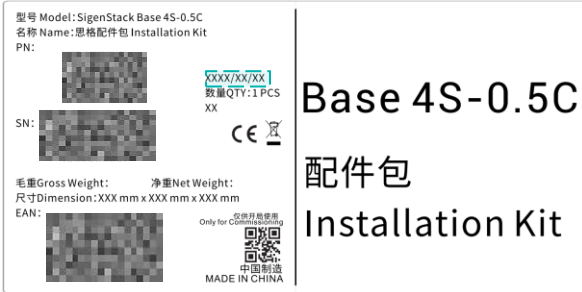 型号 Model:SigenStack Base 4S-0.5C
名称 Name:思格配件包 Installation Kit
PN:
XXXX/XX/XX
数量QTY:1 PCS
XX
SN:
毛重Gross Weight: 净重Net Weight:
尺寸Dimension:XXX mm x XXX mm x XXX mm
EAN:
仅供开局使用
Only for Commissioning
中国制造
MADE IN CHINA
Base 4S-0.5C
配件包
Installation Kit